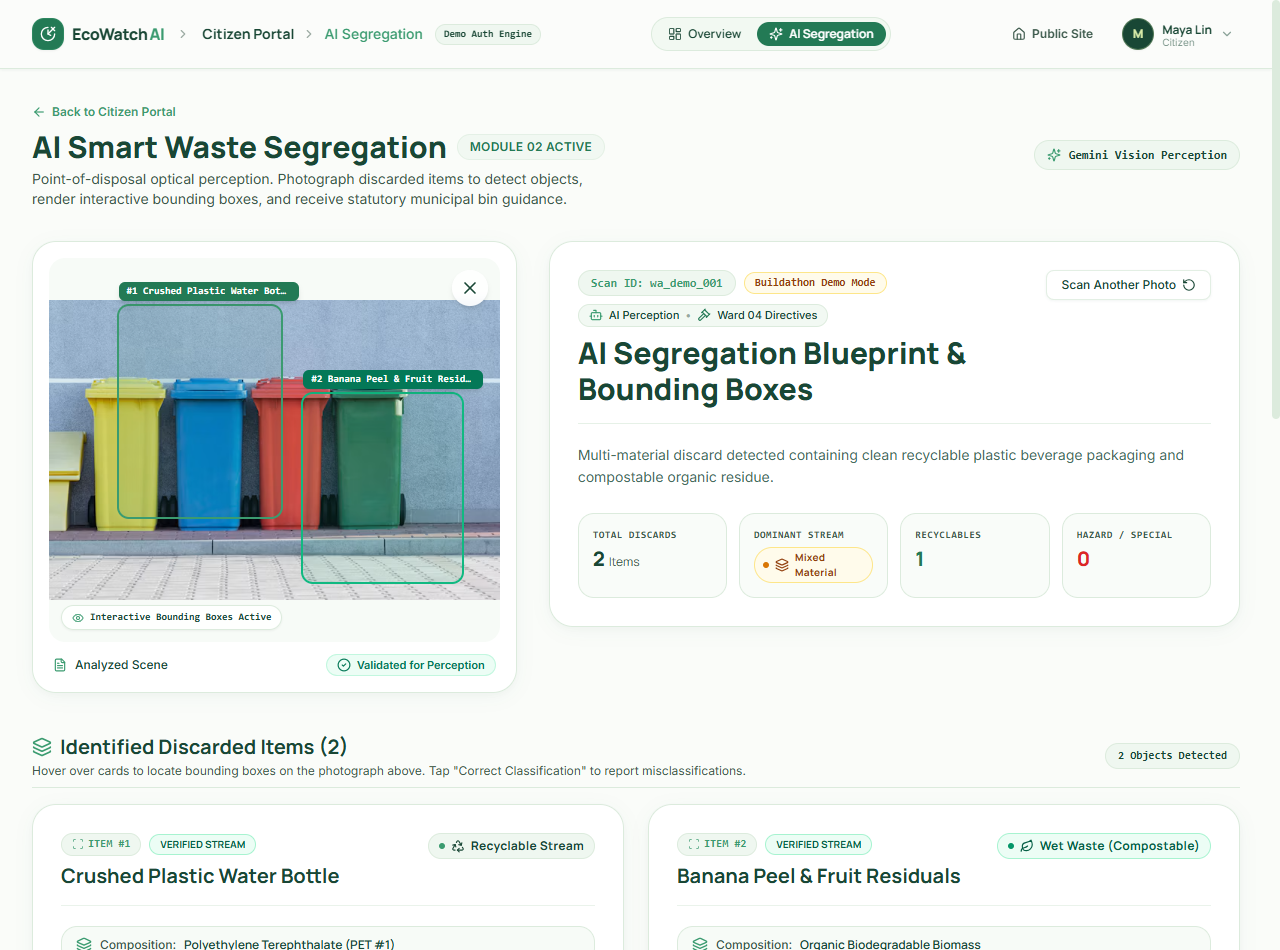 EcoWatch AI
Citizen Portal
AI Segregation
Demo Auth Engine
Overview
AI Segregation
Public Site
M
Maya Lin
Citizen
Back to Citizen Portal
AI Smart Waste Segregation
MODULE 02 ACTIVE
Point-of-disposal optical perception. Photograph discarded items to detect objects,
render interactive bounding boxes, and receive statutory municipal bin guidance.
Gemini Vision Perception
#1 Crushed Plastic Water Bot…
#2 Banana Peel & Fruit Resid…
Interactive Bounding Boxes Active
Analyzed Scene
Validated for Perception
Scan ID: wa_demo_001
Buildathon Demo Mode
Scan Another Photo
AI Perception • Ward 04 Directives
AI Segregation Blueprint &
Bounding Boxes
Multi-material discard detected containing clean recyclable plastic beverage packaging and
compostable organic residue.
TOTAL DISCARDS
2 Items
DOMINANT STREAM
Mixed
Material
RECYCLABLES
1
HAZARD / SPECIAL
0
Identified Discarded Items (2)
Hover over cards to locate bounding boxes on the photograph above. Tap "Correct Classification" to report misclassifications.
2 Objects Detected
ITEM #1
VERIFIED STREAM
Recyclable Stream
Crushed Plastic Water Bottle
Composition: Polyethylene Terephthalate (PET #1)
ITEM #2
VERIFIED STREAM
Wet Waste (Compostable)
Banana Peel & Fruit Residuals
Composition: Organic Biodegradable Biomass